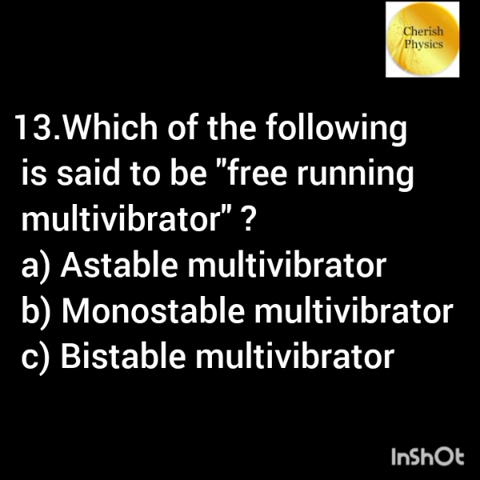 Cherish
Physics
13.Which of the following
is said to be "free running
multivibrator" ?
a) Astable multivibrator
b) Monostable multivibrator
c) Bistable multivibrator
InShOt